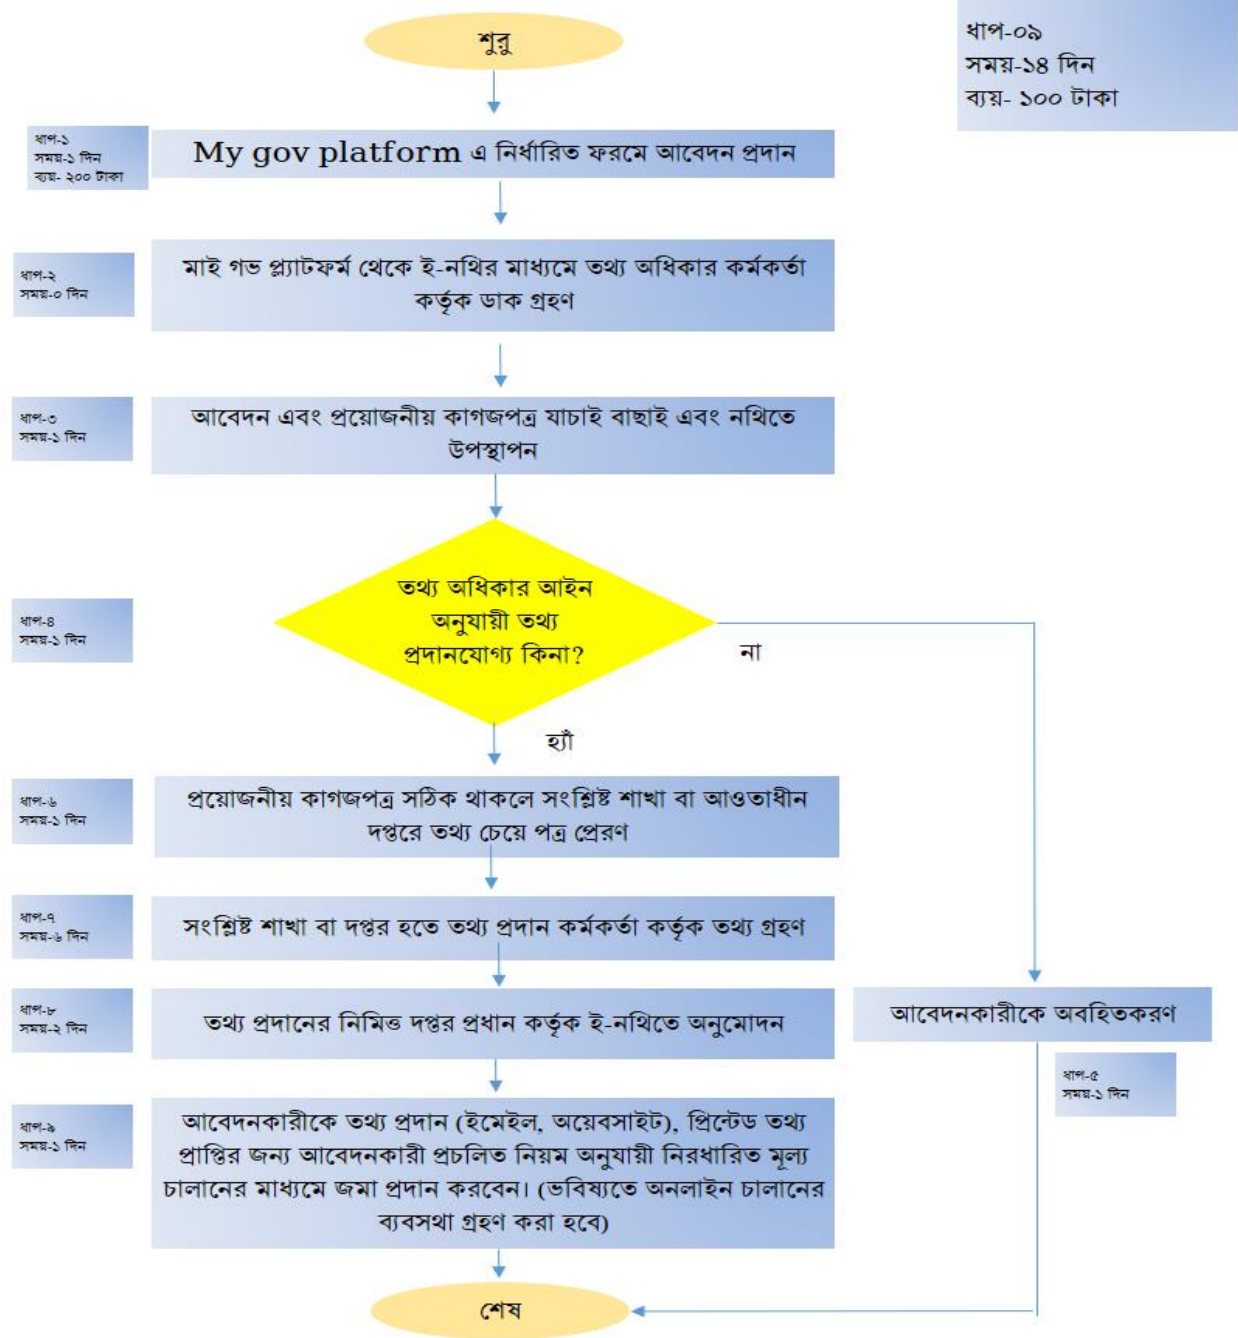 শুরু
ধাপ-০৯
সময়-১৪ দিন
ব্যয়- ১০০ টাকা
ধাপ-১
সময়-১ দিন
ব্যয়- ২০০ টাকা
My gov platform এ নির্ধারিত ফরমে আবেদন প্রদান
ধাপ-২
সময়-০ দিন
মাই গভ প্ল্যাটফর্ম থেকে ই-নথির মাধ্যমে তথ্য অধিকার কর্মকর্তা
কর্তৃক ডাক গ্রহণ
ধাপ-৩
সময়-১ দিন
আবেদন এবং প্রয়োজনীয় কাগজপত্র যাচাই বাছাই এবং নথিতে
উপস্থাপন
ধাপ-৪
সময়-১ দিন
তথ্য অধিকার আইন
অনুযায়ী তথ্য
প্রদানযোগ্য কিনা?
না
হ্যাঁ
ধাপ-৬
সময়-১ দিন
প্রয়োজনীয় কাগজপত্র সঠিক থাকলে সংশ্লিষ্ট শাখা বা আওতাধীন
দপ্তরে তথ্য চেয়ে পত্র প্রেরণ
ধাপ-৭
সময়-৬ দিন
সংশ্লিষ্ট শাখা বা দপ্তর হতে তথ্য প্রদান কর্মকর্তা কর্তৃক তথ্য গ্রহণ
ধাপ-৮
সময়-২ দিন
তথ্য প্রদানের নিমিত্ত দপ্তর প্রধান কর্তৃক ই-নথিতে অনুমোদন
আবেদনকারীকে অবহিতকরণ
ধাপ-৫
সময়-১ দিন
ধাপ-৯
সময়-১ দিন
আবেদনকারীকে তথ্য প্রদান (ইমেইল, অয়েবসাইট), প্রিন্টেড তথ্য
প্রাপ্তির জন্য আবেদনকারী প্রচলিত নিয়ম অনুযায়ী নিরধারিত মূল্য
চালানের মাধ্যমে জমা প্রদান করবেন। (ভবিষ্যতে অনলাইন চালানের
ব্যবসথা গ্রহণ করা হবে)
শেষ